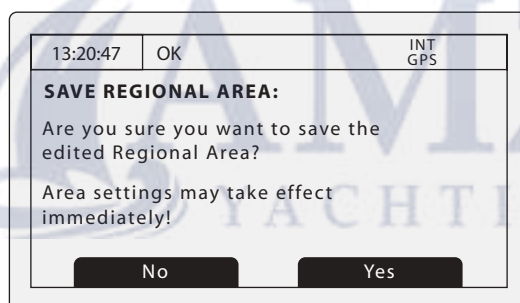 13:20:47 OK INT
GPS
SAVE REGIONAL AREA:
Are you sure you want to save the
edited Regional Area?
Area settings may take effect
immediately!
No Yes
YACHTI